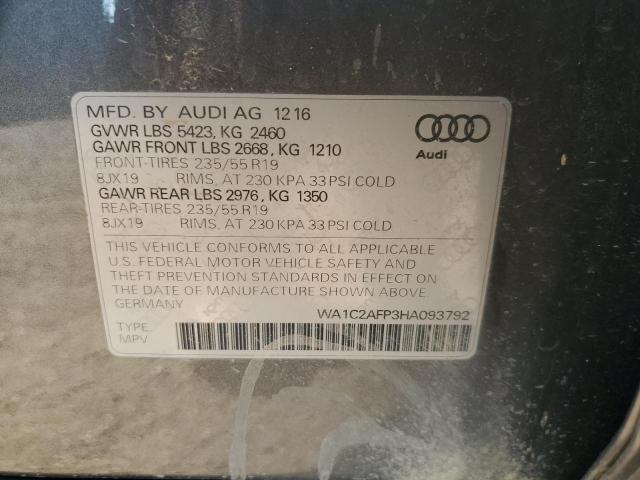 MFD. BY AUDI AG 12 16
GVWR LBS 5423, KG 2460
GAWR FRONT LBS 2668, KG 1210
FRONT-TIRES 235/55 R19
8JX19 RIMS, AT 230 KPA 33 PSI COLD
GAWR REAR LBS 2976, KG 1350
REAR-TIRES 235/55 R19
8JX19 RIMS, AT 230 KPA 33 PSI COLD
Audi
THIS VEHICLE CONFORMS TO ALL APPLICABLE
U.S. FEDERAL MOTOR VEHICLE SAFETY AND
THEFT PREVENTION STANDARDS IN EFFECT ON
THE DATE OF MANUFACTURE SHOWN ABOVE.
GERMANY
WA1C2AFP3HA093792
TYPE
MPV